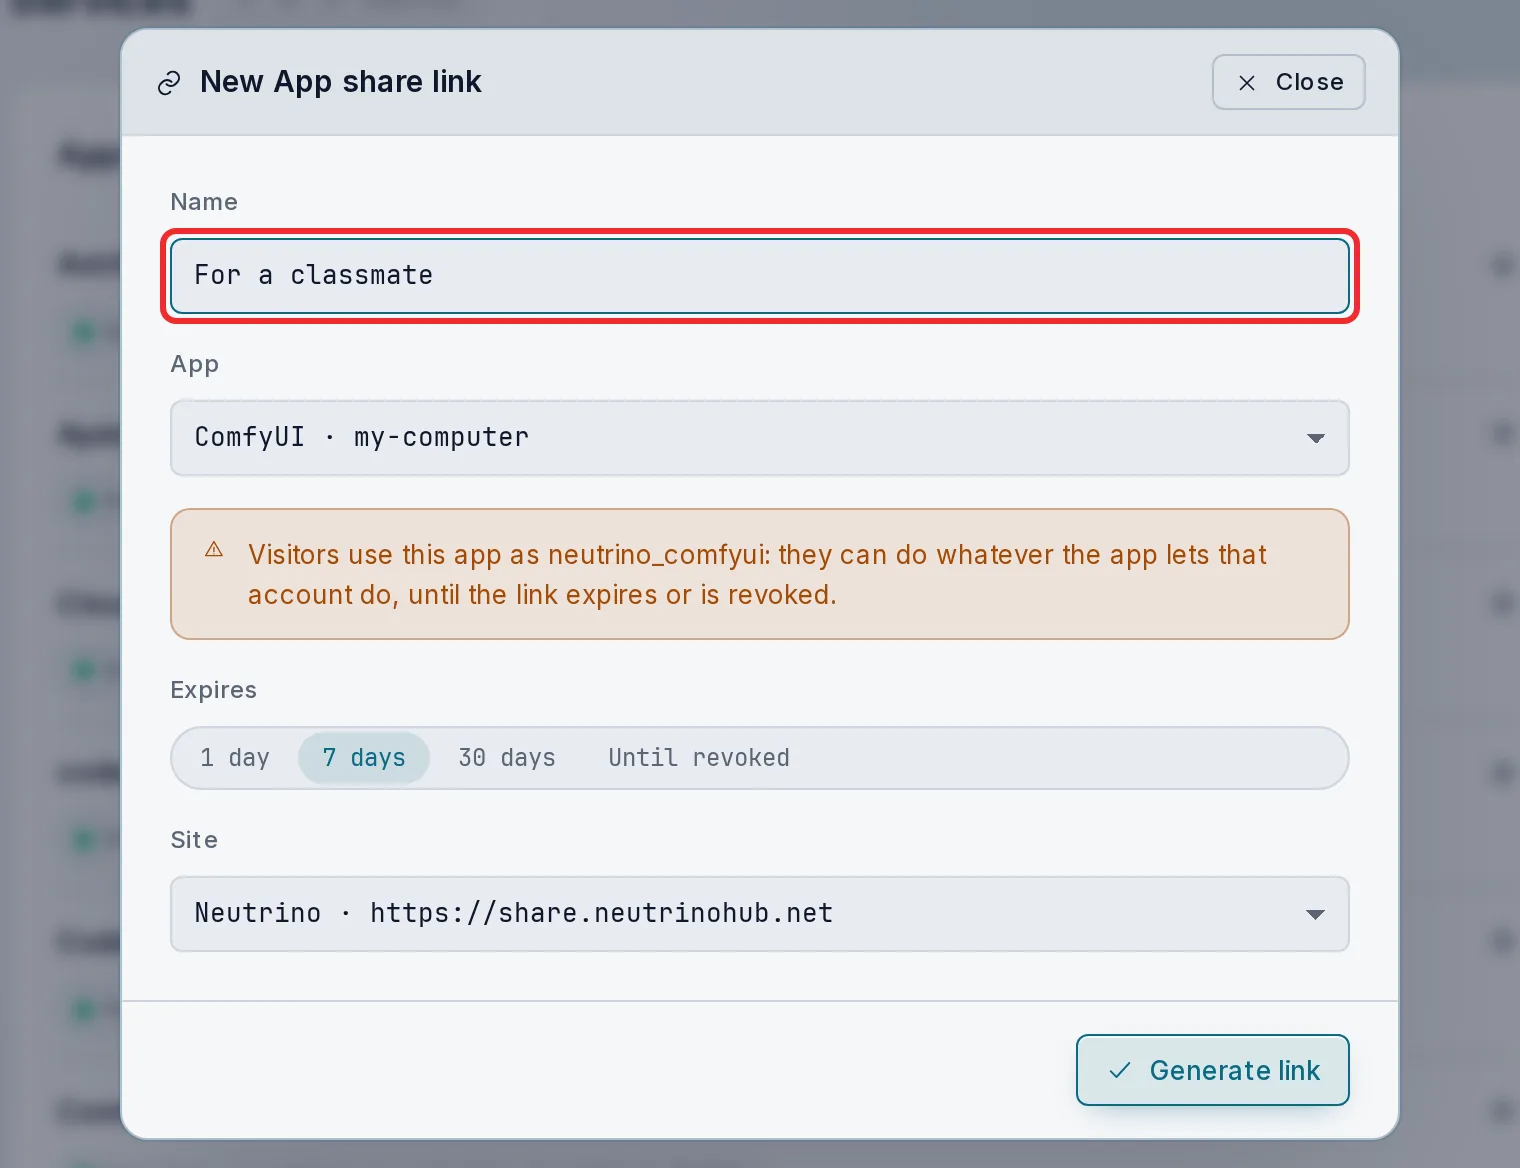 New App share link
Close
Name
For a classmate
App
ComfyUI · my-computer
Visitors use this app as neutrino_comfyui: they can do whatever the app lets that
account do, until the link expires or is revoked.
Expires
1 day
7 days
30 days
Until revoked
Site
Neutrino · https://share.neutrinohub.net
Generate link